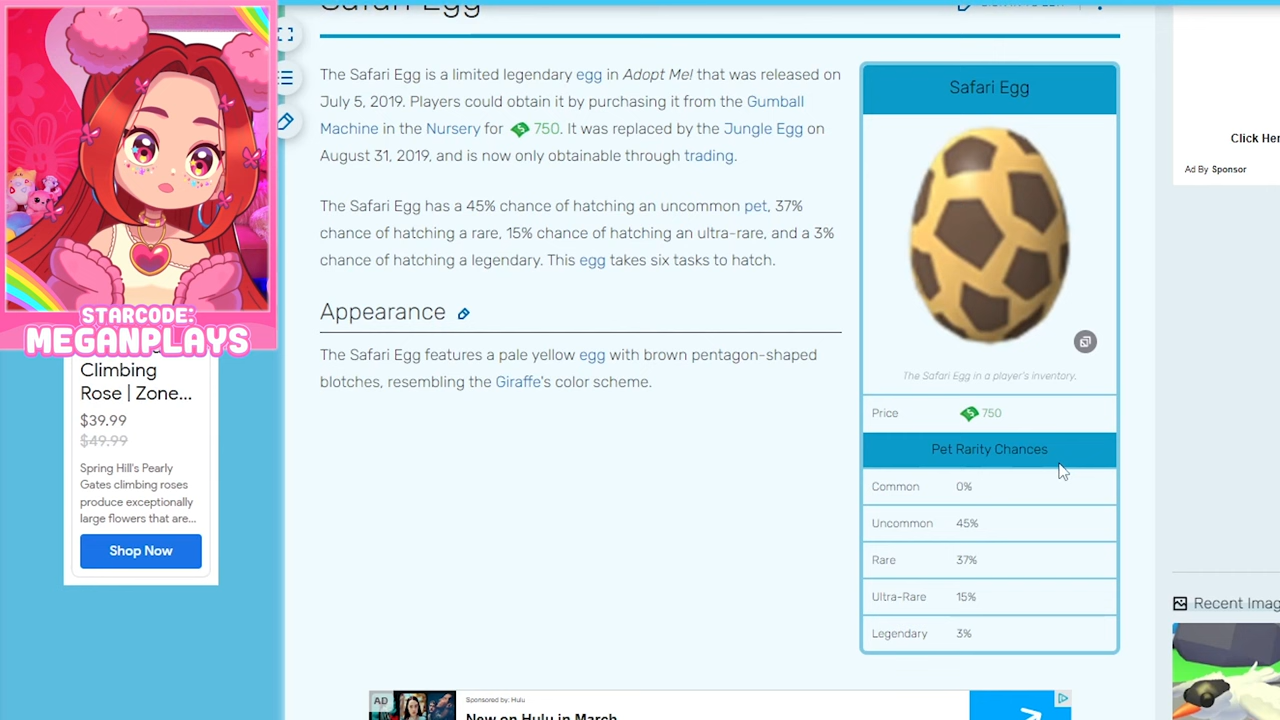 Safari Egg
The Safari Egg is a limited legendary egg in Adopt Me! that was released on
July 5, 2019. Players could obtain it by purchasing it from the Gumball
Machine in the Nursery for 750. It was replaced by the Jungle Egg on
August 31, 2019, and is now only obtainable through trading.
The Safari Egg has a 45% chance of hatching an uncommon pet, 37%
chance of hatching a rare, 15% chance of hatching an ultra-rare, and a 3%
chance of hatching a legendary. This egg takes six tasks to hatch.
Appearance
The Safari Egg features a pale yellow egg with brown pentagon-shaped
blotches, resembling the Giraffe's color scheme.
Safari Egg
The Safari Egg in a player's inventory.
Price 750
Pet Rarity Chances
Common 0%
Uncommon 45%
Rare 37%
Ultra-Rare 15%
Legendary 3%
STARCODE:
MEGANPLAYS
Climbing
Rose | Zone...
$39.99
$49.99
Spring Hill's Pearly
Gates climbing roses
produce exceptionally
large flowers that are...
Shop Now
Click Her
Ad By Sponsor
Recent Imag
AD
Sponsored by: Hulu
New on Hulu in March